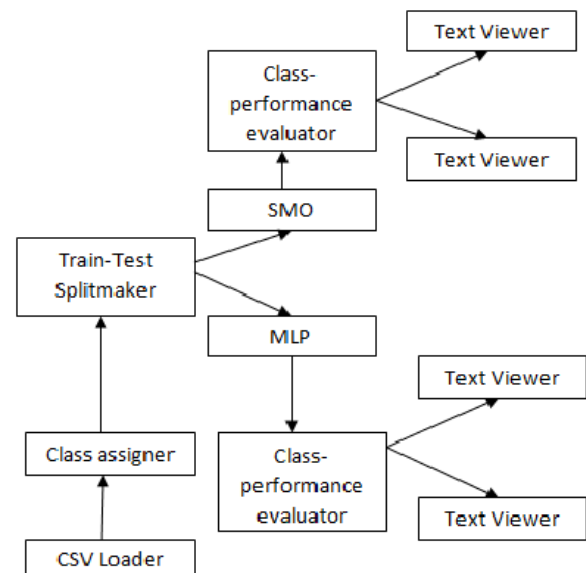 Text Viewer
Class-
performance
evaluator
Text Viewer
SMO
Train-Test
Splitmaker
MLP
Text Viewer
Class assigner
Class-
performance
evaluator
Text Viewer
CSV Loader